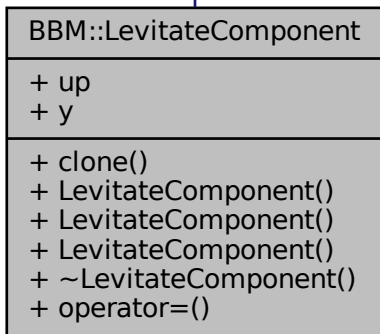 BBM::LevitateComponent
+ up
+ y
+ clone()
+ LevitateComponent()
+ LevitateComponent()
+ LevitateComponent()
+ ~LevitateComponent()
+ operator=()